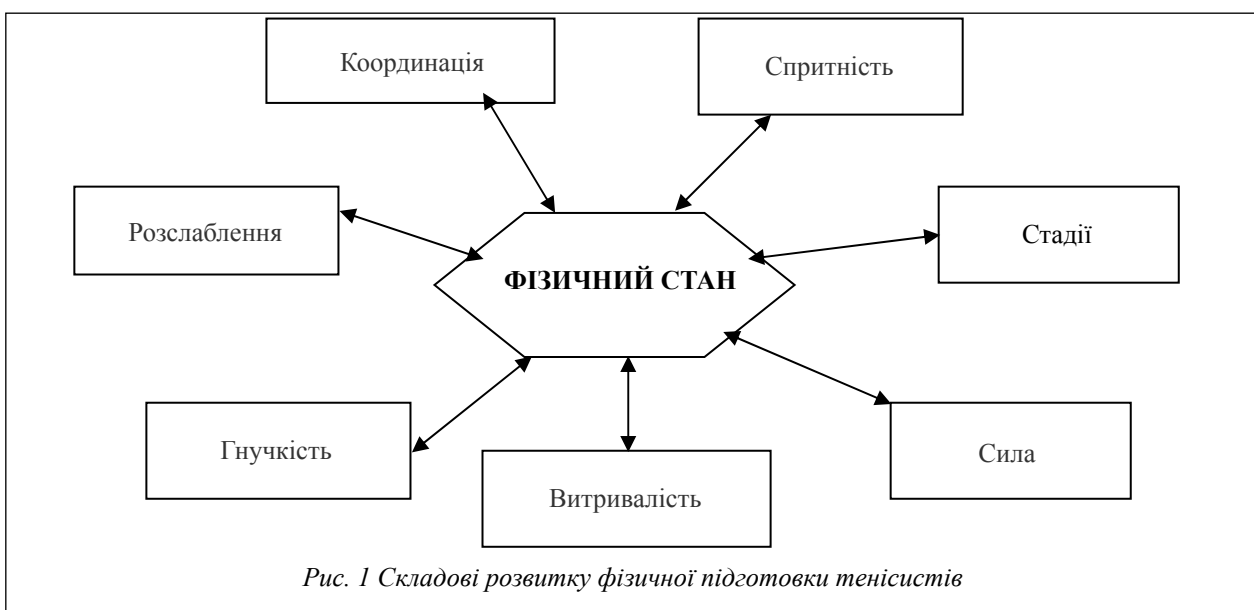 Координація
Спритність
Розслаблення
Стадії
ФІЗИЧНИЙ СТАН
Гнучкість
Сила
Витривалість
Рис. 1 Складові розвитку фізичної підготовки тенісистів